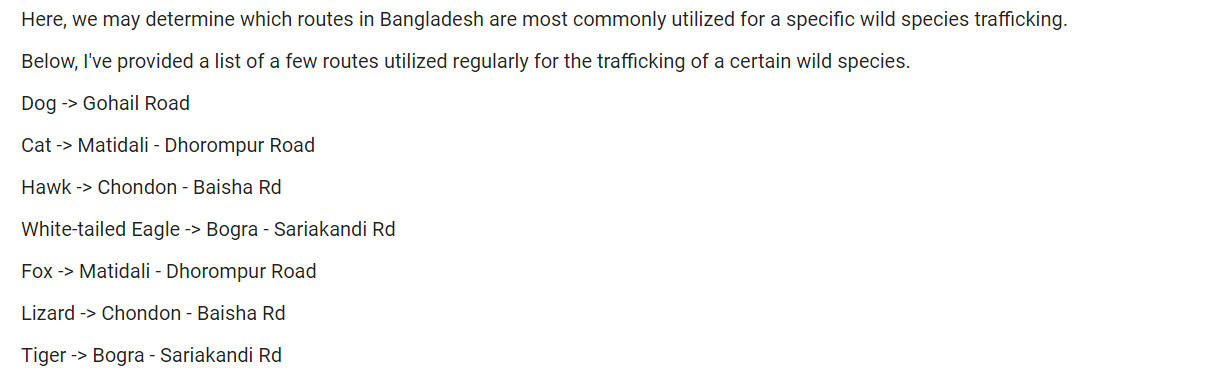 Here, we may determine which routes in Bangladesh are most commonly utilized for a specific wild species trafficking.
Below, I've provided a list of a few routes utilized regularly for the trafficking of a certain wild species.
Dog -> Gohail Road
Cat -> Matidali - Dhorompur Road
Hawk -> Chondon - Baisha Rd
White-tailed Eagle -> Bogra - Sariakandi Rd
Fox -> Matidali - Dhorompur Road
Lizard -> Chondon - Baisha Rd
Tiger -> Bogra - Sariakandi Rd